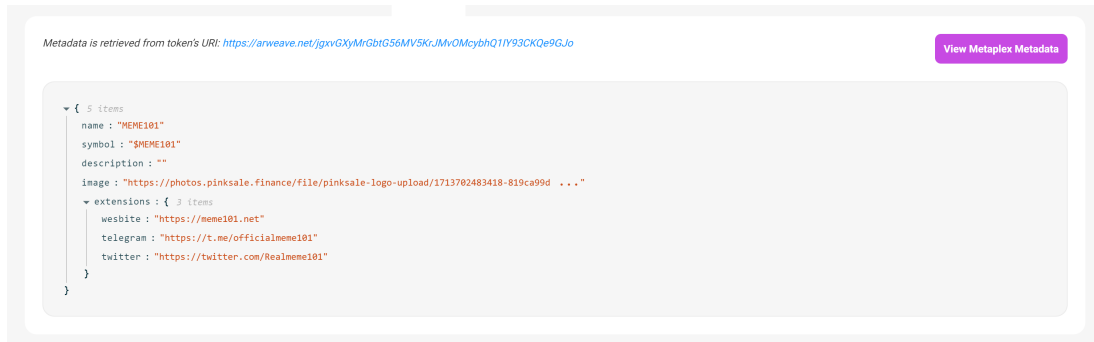 Metadata is retrieved from token's URI: https://arweave.net/jgxvGXyMrGbtG56MV5KrJMvOMcybhQ1IY93CKQe9GJo
View Metaplex Metadata
{ 5 items
name : "MEME101"
symbol : "$MEME101"
description : ""
image : "https://photos.pinksale.finance/file/pinksale-logo-upload/1713702483418-819ca99d ..."
extensions : { 3 items
wesbite : "https://meme101.net"
telegram : "https://t.me/officialmeme101"
twitter : "https://twitter.com/Realmeme101"
}
}